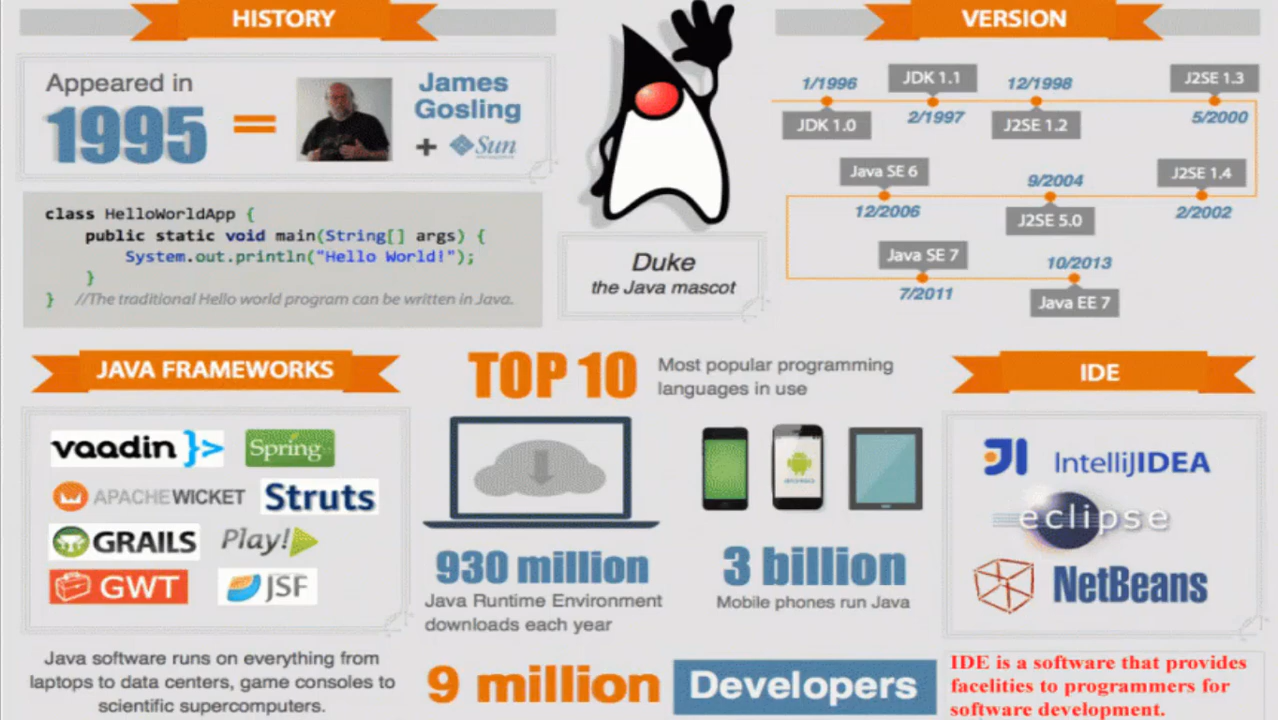 HISTORY
Appeared in
1995
=
James
Gosling
+ Sun
class HelloWorldApp {
public static void main(String[] args) {
System.out.println("Hello World!");
}
} //The traditional Hello world program can be written in Java.
Duke
the Java mascot
VERSION
1/1996
JDK 1.1
12/1998
J2SE 1.3
JDK 1.0
2/1997
J2SE 1.2
5/2000
Java SE 6
9/2004
J2SE 1.4
12/2006
J2SE 5.0
2/2002
Java SE 7
10/2013
7/2011
Java EE 7
JAVA FRAMEWORKS
vaadin }>
Spring
APACHE WICKET
Struts
GRAILS
Play!
GWT
JSF
Java software runs on everything from
laptops to data centers, game consoles to
scientific supercomputers.
TOP 10
Most popular programming
languages in use
930 million
Java Runtime Environment
downloads each year
3 billion
Mobile phones run Java
9 million
Developers
IDE
IntelliJIDEA
eclipse
NetBeans
IDE is a software that provides
facelities to programmers for
software development.